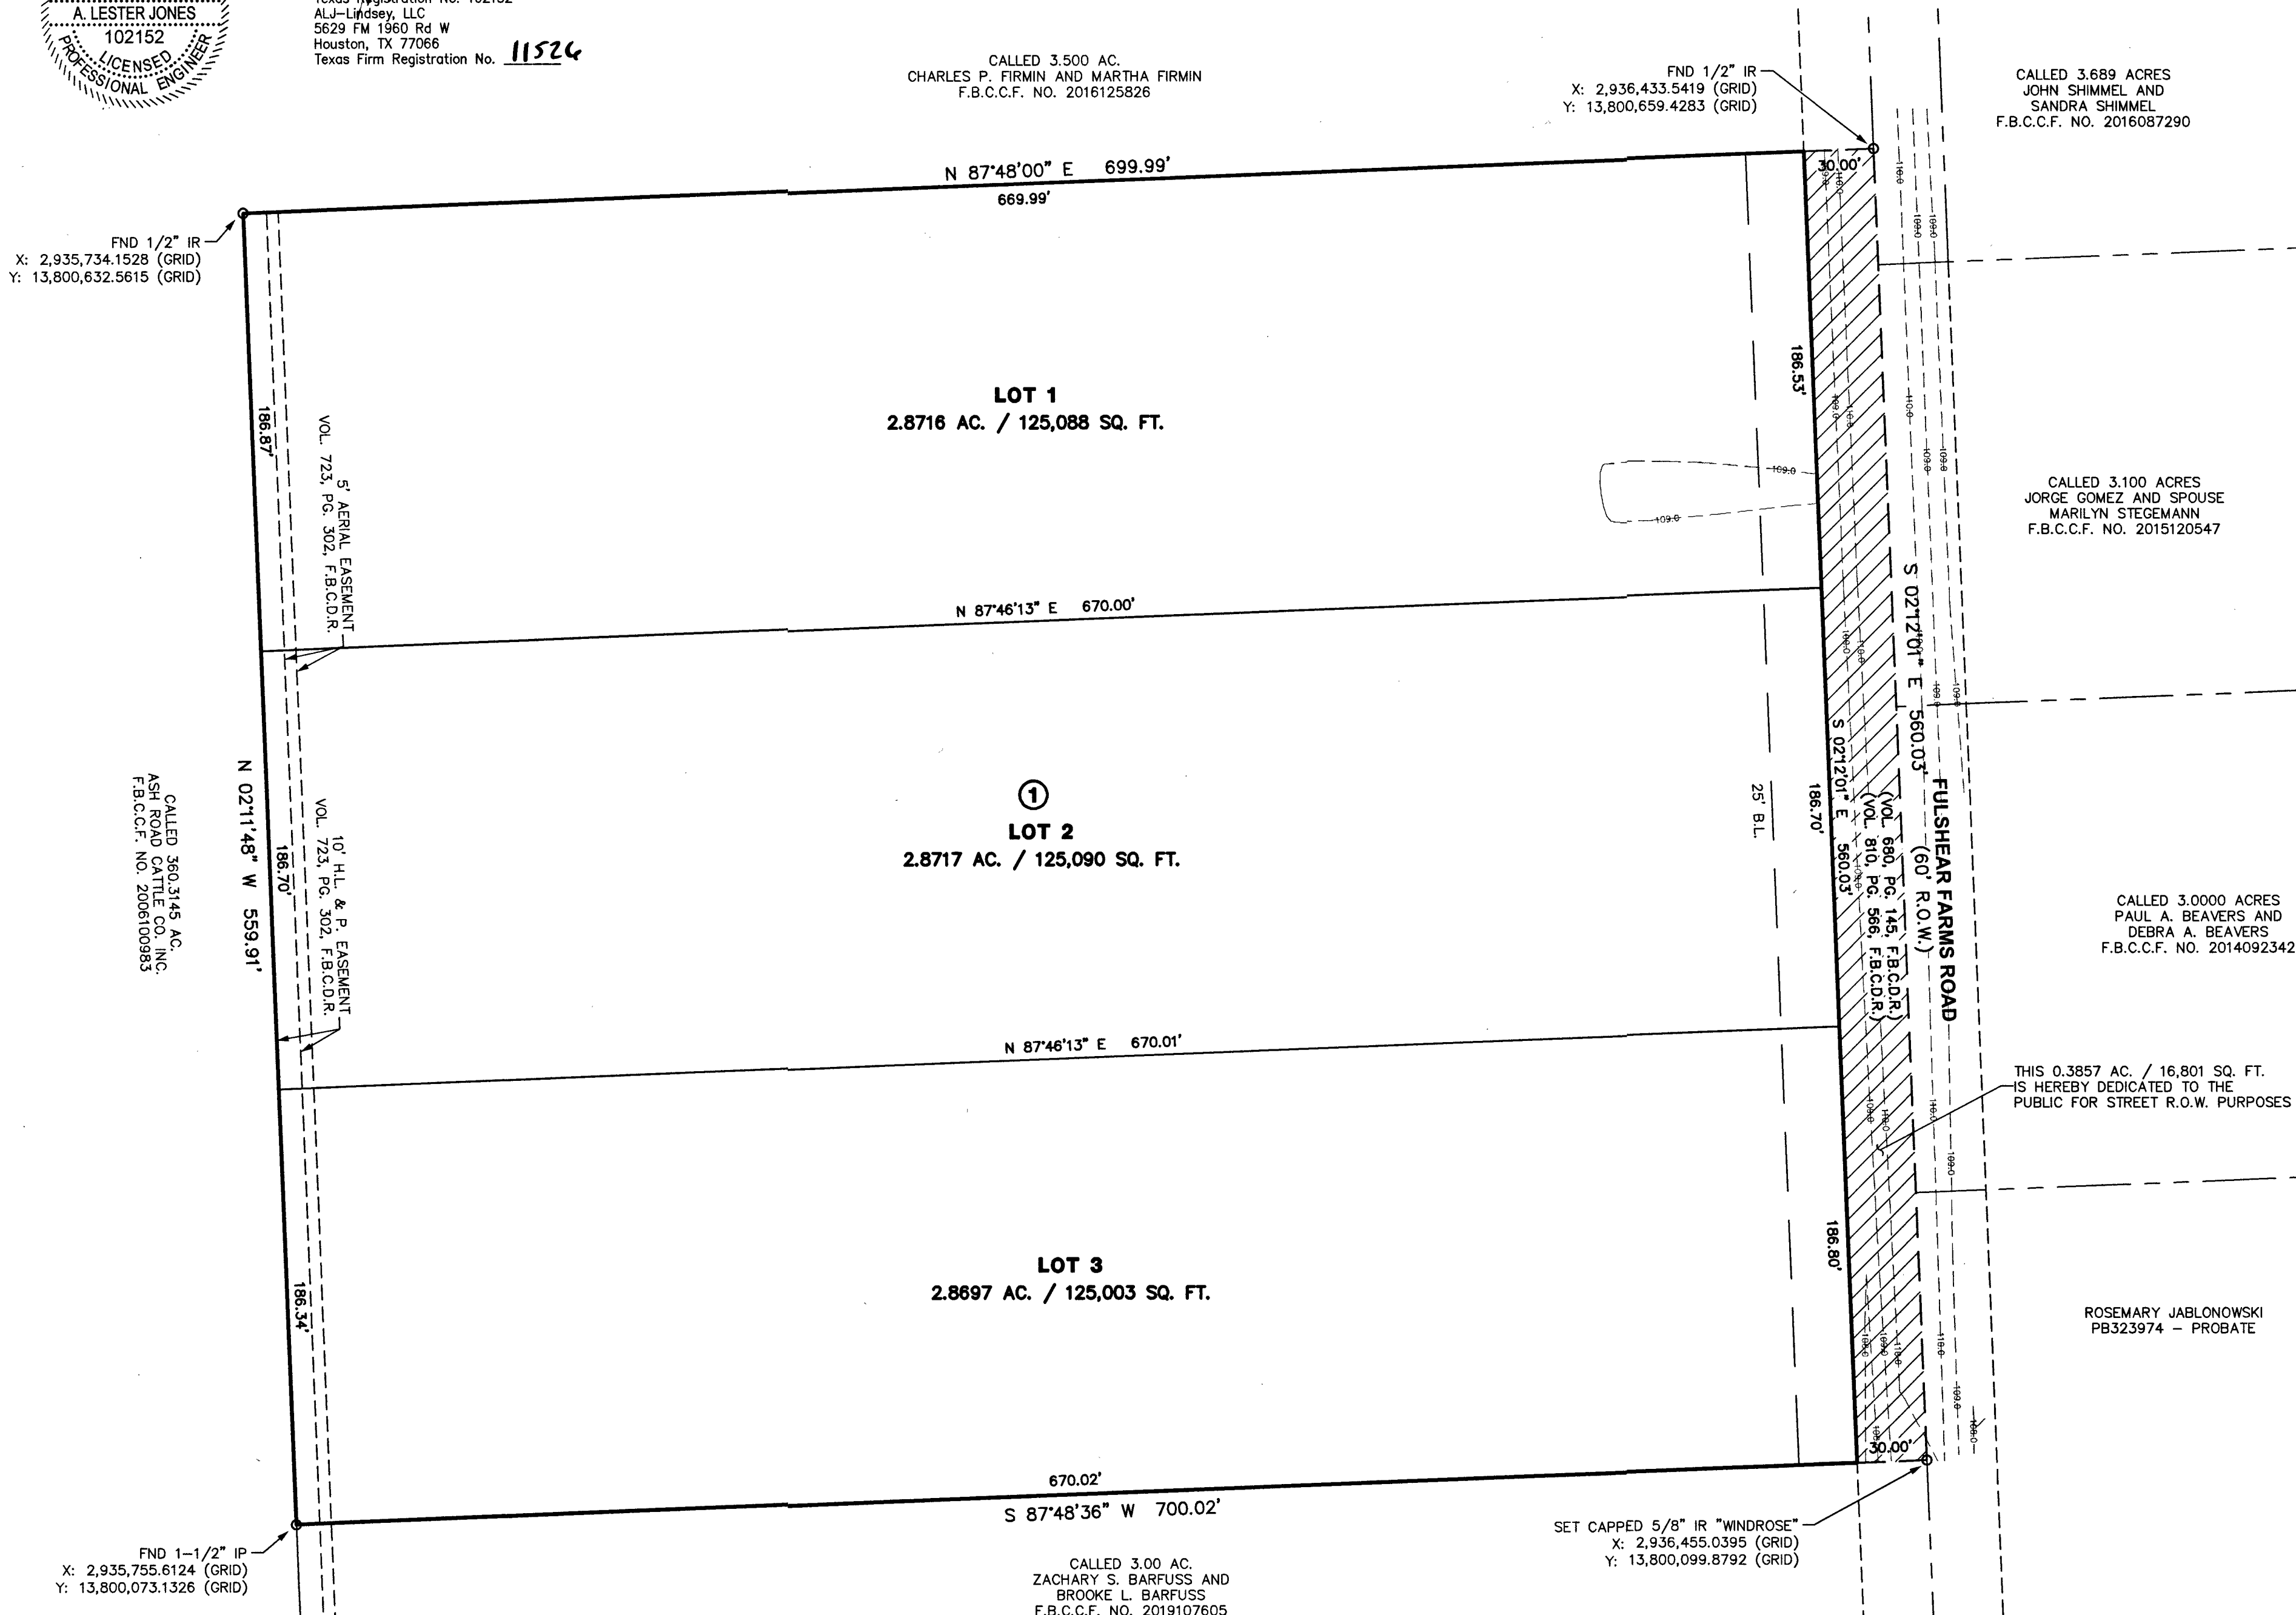 A. LESTER JONES
102152
LICENSED
PROFESSIONAL ENGINEER
Texas Registration No. 102152
ALJ-Lindsey, LLC
5629 FM 1960 Rd W
Houston, TX 77066
Texas Firm Registration No. 11526
CALLED 3.500 AC.
CHARLES P. FIRMIN AND MARTHA FIRMIN
F.B.C.C.F. NO. 2016125826
FND 1/2" IR
X: 2,936,433.5419 (GRID)
Y: 13,800,659.4283 (GRID)
CALLED 3.689 ACRES
JOHN SHIMMEL AND
SANDRA SHIMMEL
F.B.C.C.F. NO. 2016087290
N 87°48'00" E 699.99'
669.99'
30.00'
FND 1/2" IR
X: 2,935,734.1528 (GRID)
Y: 13,800,632.5615 (GRID)
LOT 1
2.8716 AC. / 125,088 SQ. FT.
186.87'
5' AERIAL EASEMENT
VOL. 723, PG. 302, F.B.C.D.R.
186.53'
109.0
109.0
CALLED 3.100 ACRES
JORGE GOMEZ AND SPOUSE
MARILYN STEGEMANN
F.B.C.C.F. NO. 2015120547
N 87°46'13" E 670.00'
S 02°12'01" E 560.03'
FULSHEAR FARMS ROAD
(60' R.O.W.)
(VOL. 680, PG. 145, F.B.C.D.R.)
(VOL. 810, PG. 566, F.B.C.D.R.)
S 02°12'01" E 560.03'
1
LOT 2
2.8717 AC. / 125,090 SQ. FT.
25' B.L.
186.70'
CALLED 360.3145 AC.
ASH ROAD CATTLE CO. INC.
F.B.C.C.F. NO. 2006100983
N 02°11'48" W 559.91'
186.70'
10' H.L. & P. EASEMENT
VOL. 723, PG. 302, F.B.C.D.R.
CALLED 3.0000 ACRES
PAUL A. BEAVERS AND
DEBRA A. BEAVERS
F.B.C.C.F. NO. 2014092342
N 87°46'13" E 670.01'
THIS 0.3857 AC. / 16,801 SQ. FT.
IS HEREBY DEDICATED TO THE
PUBLIC FOR STREET R.O.W. PURPOSES
LOT 3
2.8697 AC. / 125,003 SQ. FT.
186.34'
186.80'
ROSEMARY JABLONOWSKI
PB323974 - PROBATE
30.00'
670.02'
S 87°48'36" W 700.02'
FND 1-1/2" IP
X: 2,935,755.6124 (GRID)
Y: 13,800,073.1326 (GRID)
SET CAPPED 5/8" IR "WINDROSE"
X: 2,936,455.0395 (GRID)
Y: 13,800,099.8792 (GRID)
CALLED 3.00 AC.
ZACHARY S. BARFUSS AND
BROOKE L. BARFUSS
F.B.C.C.F. NO. 2019107605